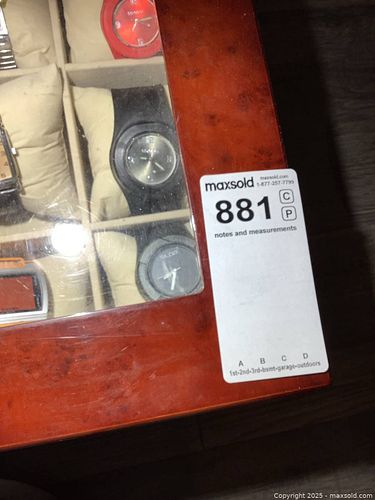 maxsold
maxsold.com
1-877-257-7799
881
C
P
notes and measurements
A B C D
1st-2nd-3rd-bsmt-garage-outdoors
Copyright 2025 - maxsold.com